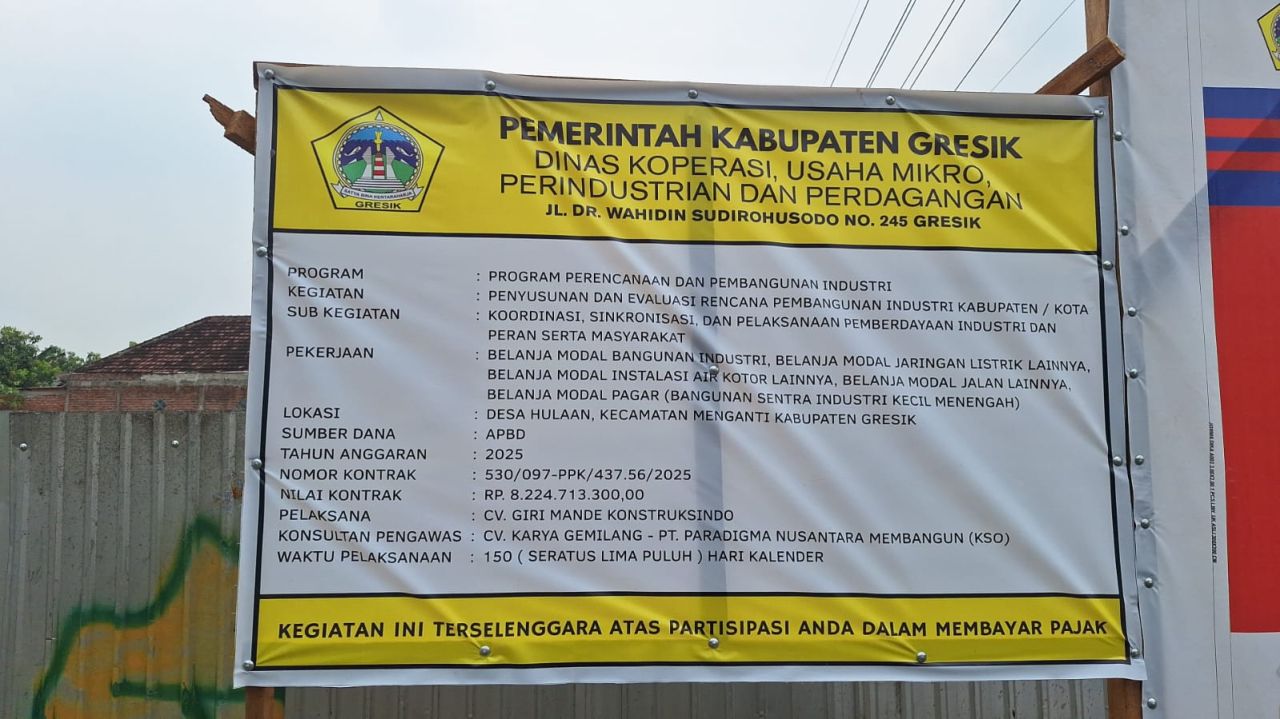 PEMERINTAH KABUPATEN GRESIK
DINAS KOPERASI, USAHA MIKRO,
PERINDUSTRIAN DAN PERDAGANGAN
JL. DR. WAHIDIN SUDIROHUSODO NO. 245 GRESIK
GRESIK
PROGRAM : PROGRAM PERENCANAAN DAN PEMBANGUNAN INDUSTRI
KEGIATAN : PENYUSUNAN DAN EVALUASI RENCANA PEMBANGUNAN INDUSTRI KABUPATEN / KOTA
SUB KEGIATAN : KOORDINASI, SINKRONISASI, DAN PELAKSANAAN PEMBERDAYAAN INDUSTRI DAN
PERAN SERTA MASYARAKAT
PEKERJAAN : BELANJA MODAL BANGUNAN INDUSTRI, BELANJA MODAL JARINGAN LISTRIK LAINNYA,
BELANJA MODAL INSTALASI AIR KOTOR LAINNYA, BELANJA MODAL JALAN LAINNYA,
BELANJA MODAL PAGAR (BANGUNAN SENTRA INDUSTRI KECIL MENENGAH)
LOKASI : DESA HULAAN, KECAMATAN MENGANTI KABUPATEN GRESIK
SUMBER DANA : APBD
TAHUN ANGGARAN : 2025
NOMOR KONTRAK : 530/097-PPK/437.56/2025
NILAI KONTRAK : RP. 8.224.713.300,00
PELAKSANA : CV. GIRI MANDE KONSTRUKSINDO
KONSULTAN PENGAWAS : CV. KARYA GEMILANG - PT. PARADIGMA NUSANTARA MEMBANGUN (KSO)
WAKTU PELAKSANAAN : 150 ( SERATUS LIMA PULUH ) HARI KALENDER
KEGIATAN INI TERSELENGGARA ATAS PARTISIPASI ANDA DALAM MEMBAYAR PAJAK